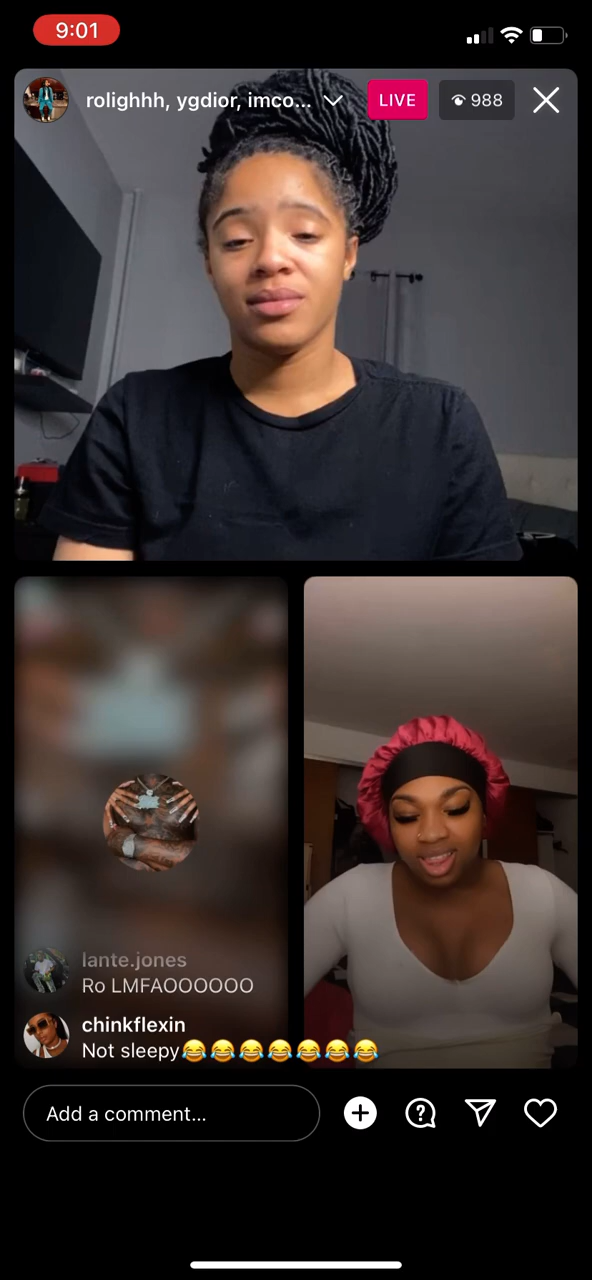 9:01
rolighhh, ygdior, imco...
LIVE
988
lante.jones
Ro LMFAOOOOOO
chinkflexin
Not sleepy😂😂😂😂😂😂😂
Add a comment...